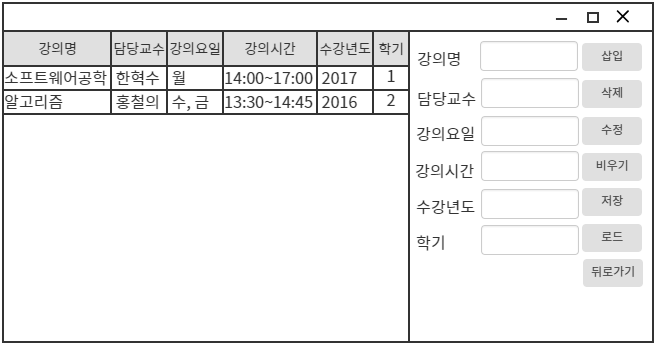 강의명 담당교수 강의요일 강의시간 수강년도 학기
소프트웨어공학 한혁수 월 14:00~17:00 2017 1
알고리즘 홍철의 수, 금 13:30~14:45 2016 2
강의명 삽입
담당교수 삭제
강의요일 수정
강의시간 비우기
수강년도 저장
학기 로드
뒤로가기